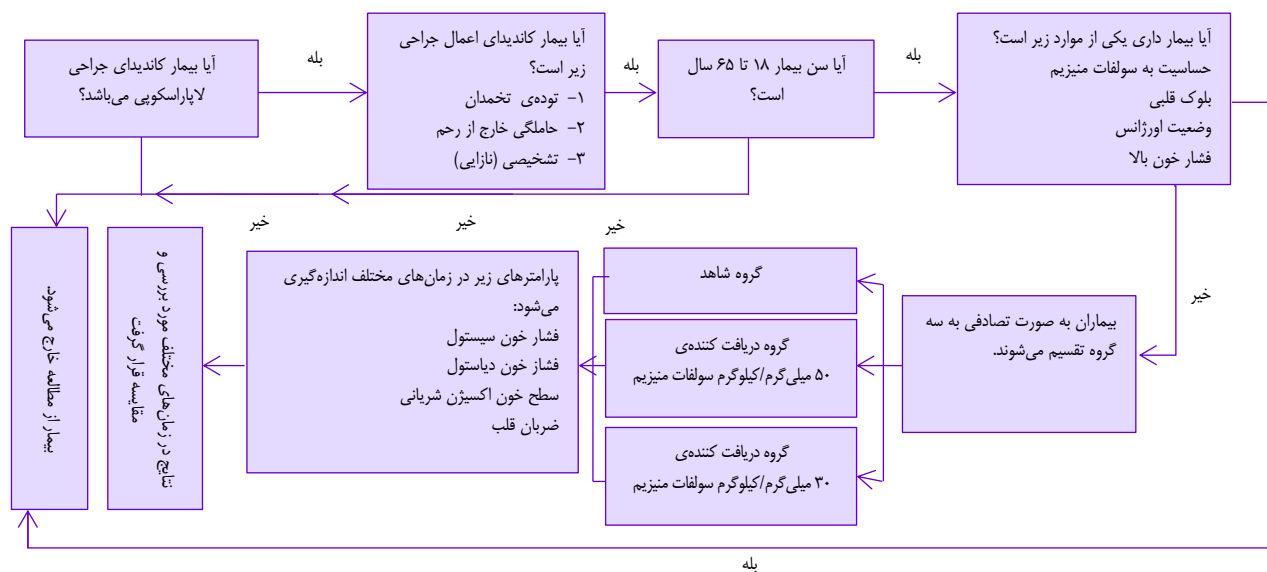 آیا بیمار کاندیدای جراحی
لاپاراسکوپی می‌باشد؟
بله
آیا بیمار کاندیدای اعمال جراحی
زیر است؟
۱- توده‌ی تخمدان
۲- حاملگی خارج از رحم
۳- تشخیصی (نازایی)
بله
آیا سن بیمار ۱۸ تا ۶۵ سال
است؟
بله
آیا بیمار داری یکی از موارد زیر است؟
حساسیت به سولفات منیزیم
بلوک قلبی
وضعیت اورژانس
فشار خون بالا
خیر
خیر
خیر
خیر
بیماران به صورت تصادفی به سه
گروه تقسیم می‌شوند.
گروه شاهد
گروه دریافت کننده‌ی
۵۰ میلی‌گرم/کیلوگرم سولفات منیزیم
گروه دریافت کننده‌ی
۳۰ میلی‌گرم/کیلوگرم سولفات منیزیم
پارامترهای زیر در زمان‌های مختلف اندازه‌گیری
می‌شود:
فشار خون سیستول
فشاز خون دیاستول
سطح خون اکسیژن شریانی
ضربان قلب
نتایج در زمان‌های مختلف مورد بررسی و
مقایسه قرار گرفت
بیمار از مطالعه خارج می‌شود.
بله